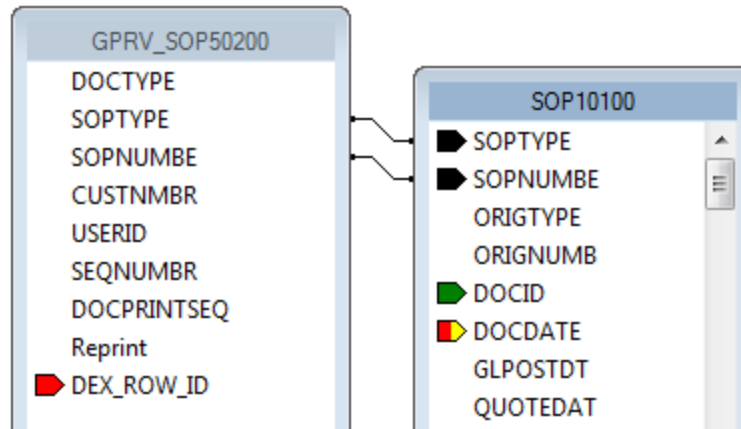 GPRV_SOP50200
DOCTYPE
SOPTYPE
SOPNUMBE
CUSTNMBR
USERID
SEQNUMBR
DOCPRINTSEQ
Reprint
DEX_ROW_ID
SOP10100
SOPTYPE
SOPNUMBE
ORIGTYPE
ORIGNUMB
DOCID
DOCDATE
GLPOSTDT
QUOTEDAT